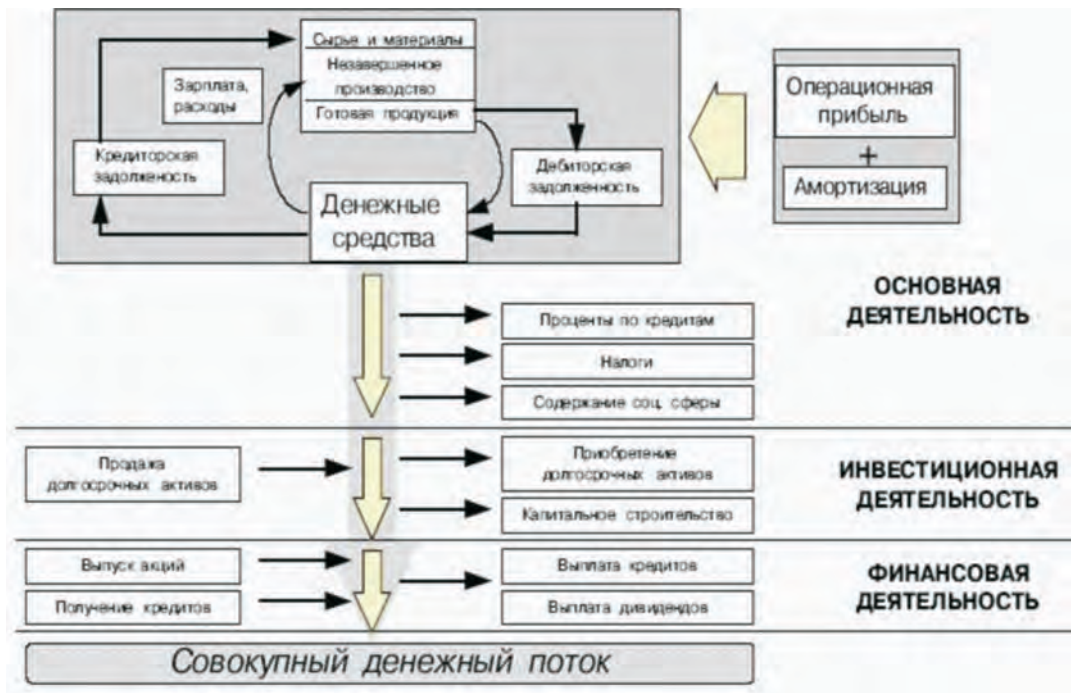 Сырье и материалы
Незавершенное
производство
Готовая продукция
Зарплата,
расходы
Кредиторская
задолженость
Дебиторская
задолженность
Денежные
средства
Операционная
прибыль
+
Амортизация
ОСНОВНАЯ
ДЕЯТЕЛЬНОСТЬ
Проценты по кредитам
Налоги
Содержание соц. сферы
Продажа
долгосрочных активов
Приобретение
долгосрочных активов
Капитальное строительство
ИНВЕСТИЦИОННАЯ
ДЕЯТЕЛЬНОСТЬ
Выпуск акций
Получение кредитов
Выплата кредитов
Выплата дивидендов
ФИНАНСОВАЯ
ДЕЯТЕЛЬНОСТЬ
Совокупный денежный поток